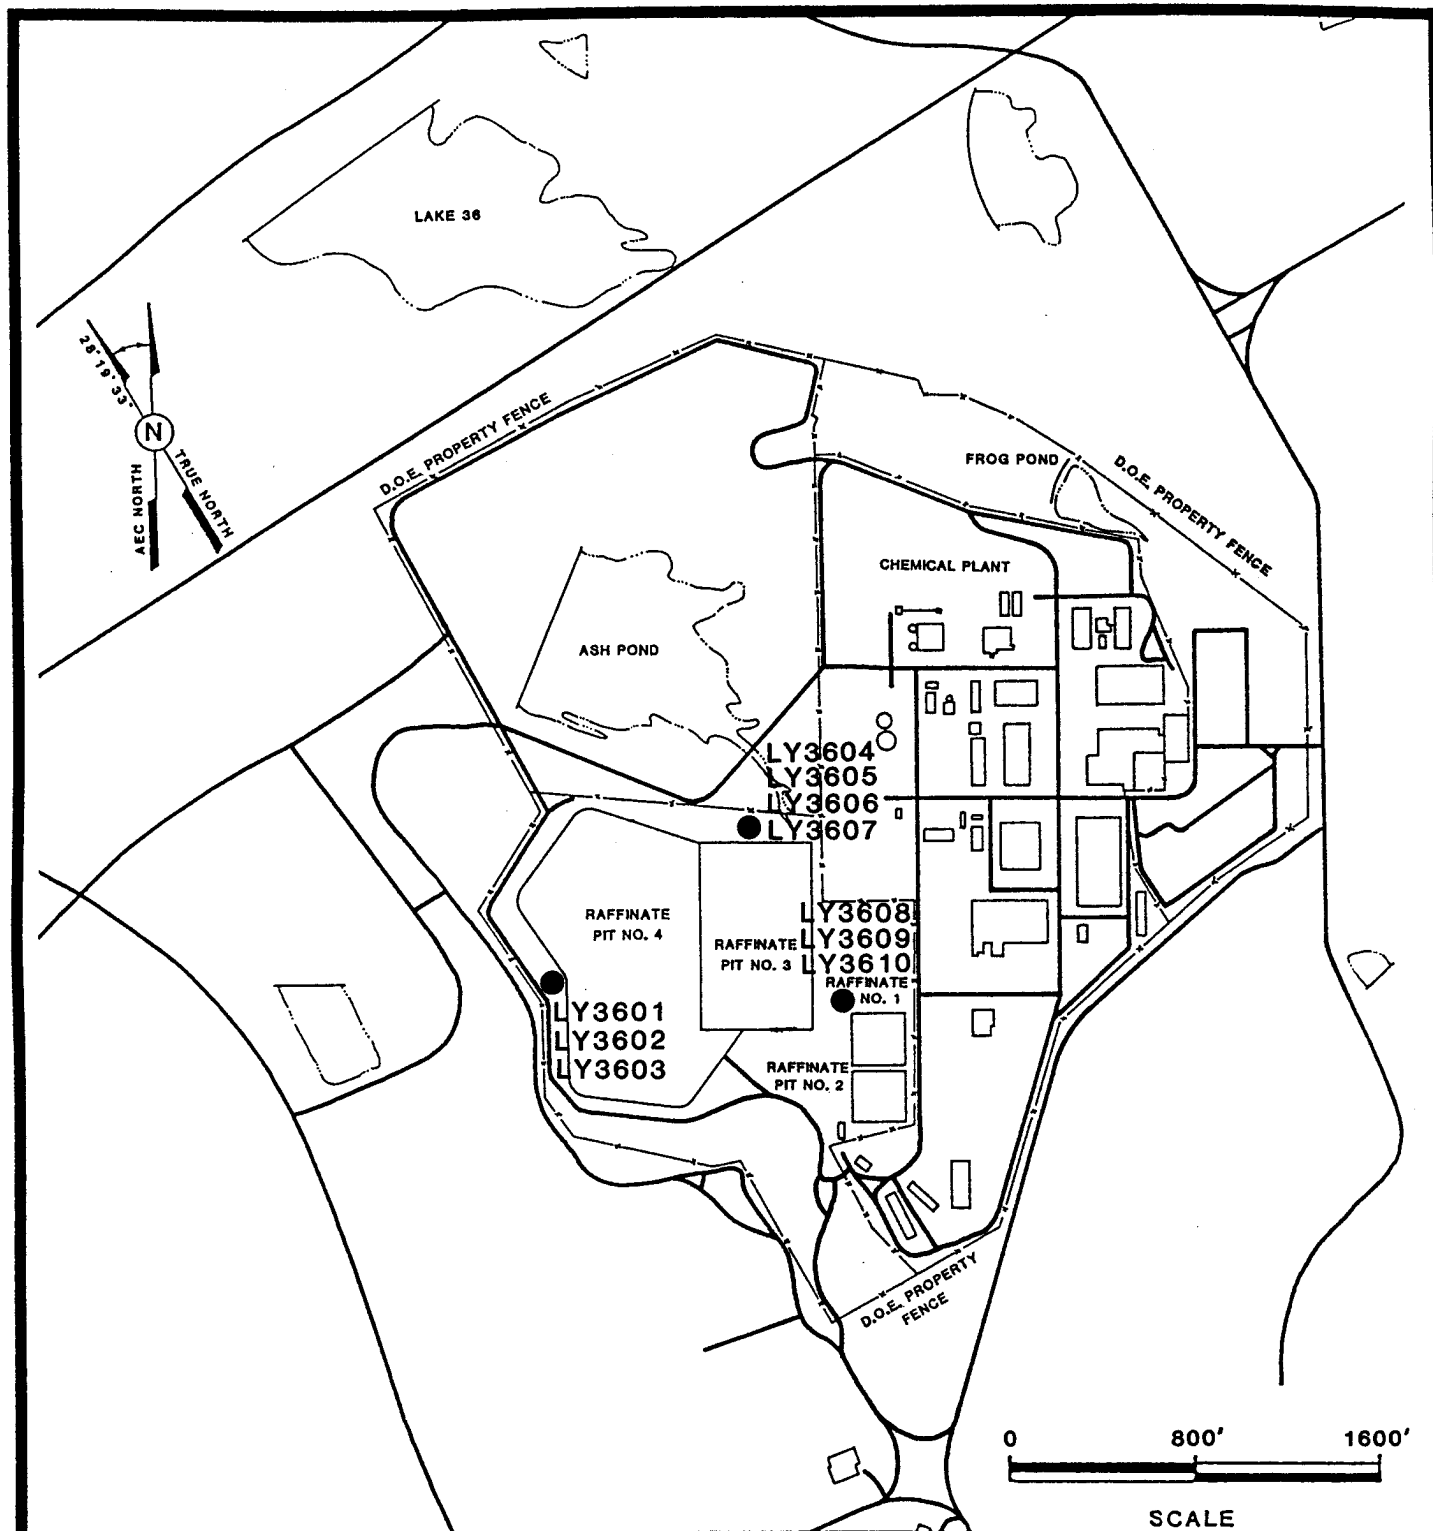 LAKE 36
28°19'33"
N
AEC NORTH
TRUE NORTH
D.O.E. PROPERTY FENCE
FROG POND
D.O.E. PROPERTY FENCE
CHEMICAL PLANT
ASH POND
LY3604
LY3605
LY3606
LY3607
RAFFINATE
PIT NO. 4
RAFFINATE
PIT NO. 3
LY3608
LY3609
LY3610
RAFFINATE
NO. 1
LY3601
LY3602
LY3603
RAFFINATE
PIT NO. 2
D.O.E. PROPERTY
FENCE
0 800' 1600'
SCALE